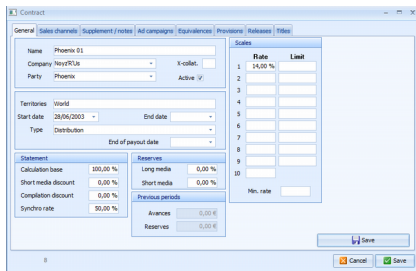 Contract
General Sales channels Supplement / notes Ad campaigns Equivalences Provisions Releases Titles
Name Phoenix 01
Company NoyzR'Us X-collat.
Party Phoenix Active
Territories World
Start date 28/06/2003 End date
Type Distribution
End of payout date
Statement
Calculation base 100,00 %
Short media discount 0,00 %
Compilation discount 0,00 %
Synchro rate 50,00 %
Reserves
Long media 0,00 %
Short media 0,00 %
Previous periods
Avances 0,00 €
Reserves 0,00 €
Scales
Rate Limit
1 14,00 %
2
3
4
5
6
7
8
9
10
Min. rate
Save
8 Cancel Save